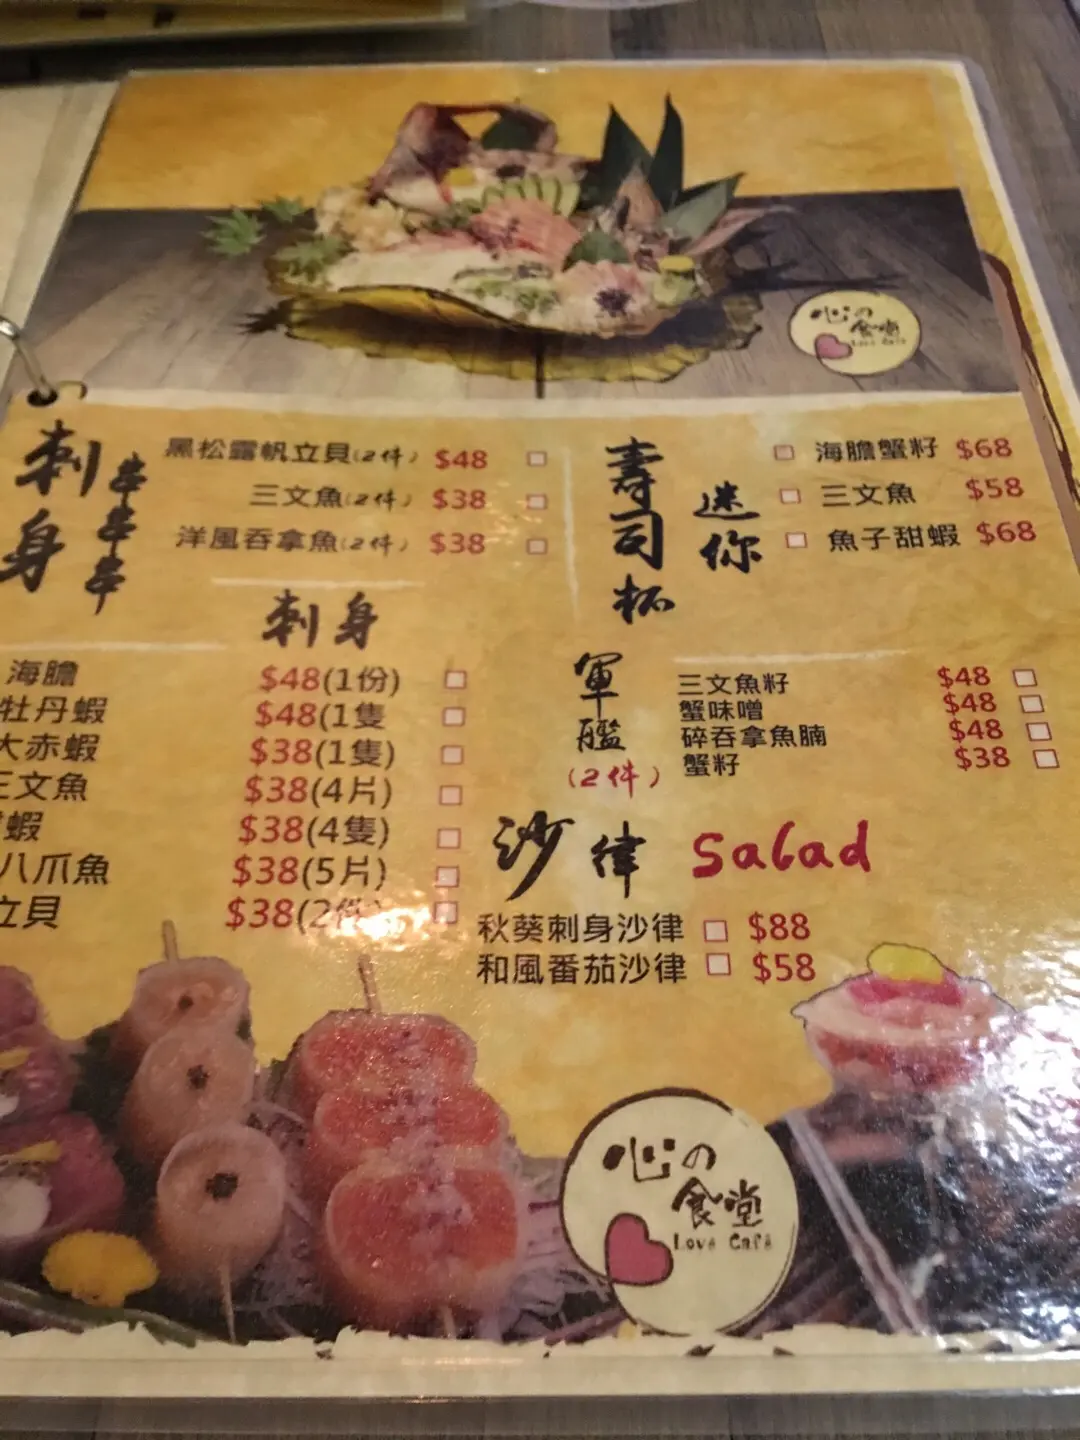 心の
食堂
Love Café
刺身
串串串
黑松露帆立貝(2件) $48
三文魚(2件) $38
洋風吞拿魚(2件) $38
壽司杯
迷你
海膽蟹籽 $68
三文魚 $58
魚子甜蝦 $68
刺身
海膽 $48(1份)
牡丹蝦 $48(1隻
大赤蝦 $38(1隻)
三文魚 $38(4片)
蝦 $38(4隻)
八爪魚 $38(5片)
立貝 $38(2件)
軍艦
(2件)
三文魚籽 $48
蟹味噌 $48
碎吞拿魚腩 $48
蟹籽 $38
沙律 Salad
秋葵刺身沙律 $88
和風番茄沙律 $58
心の
食堂
Love Café